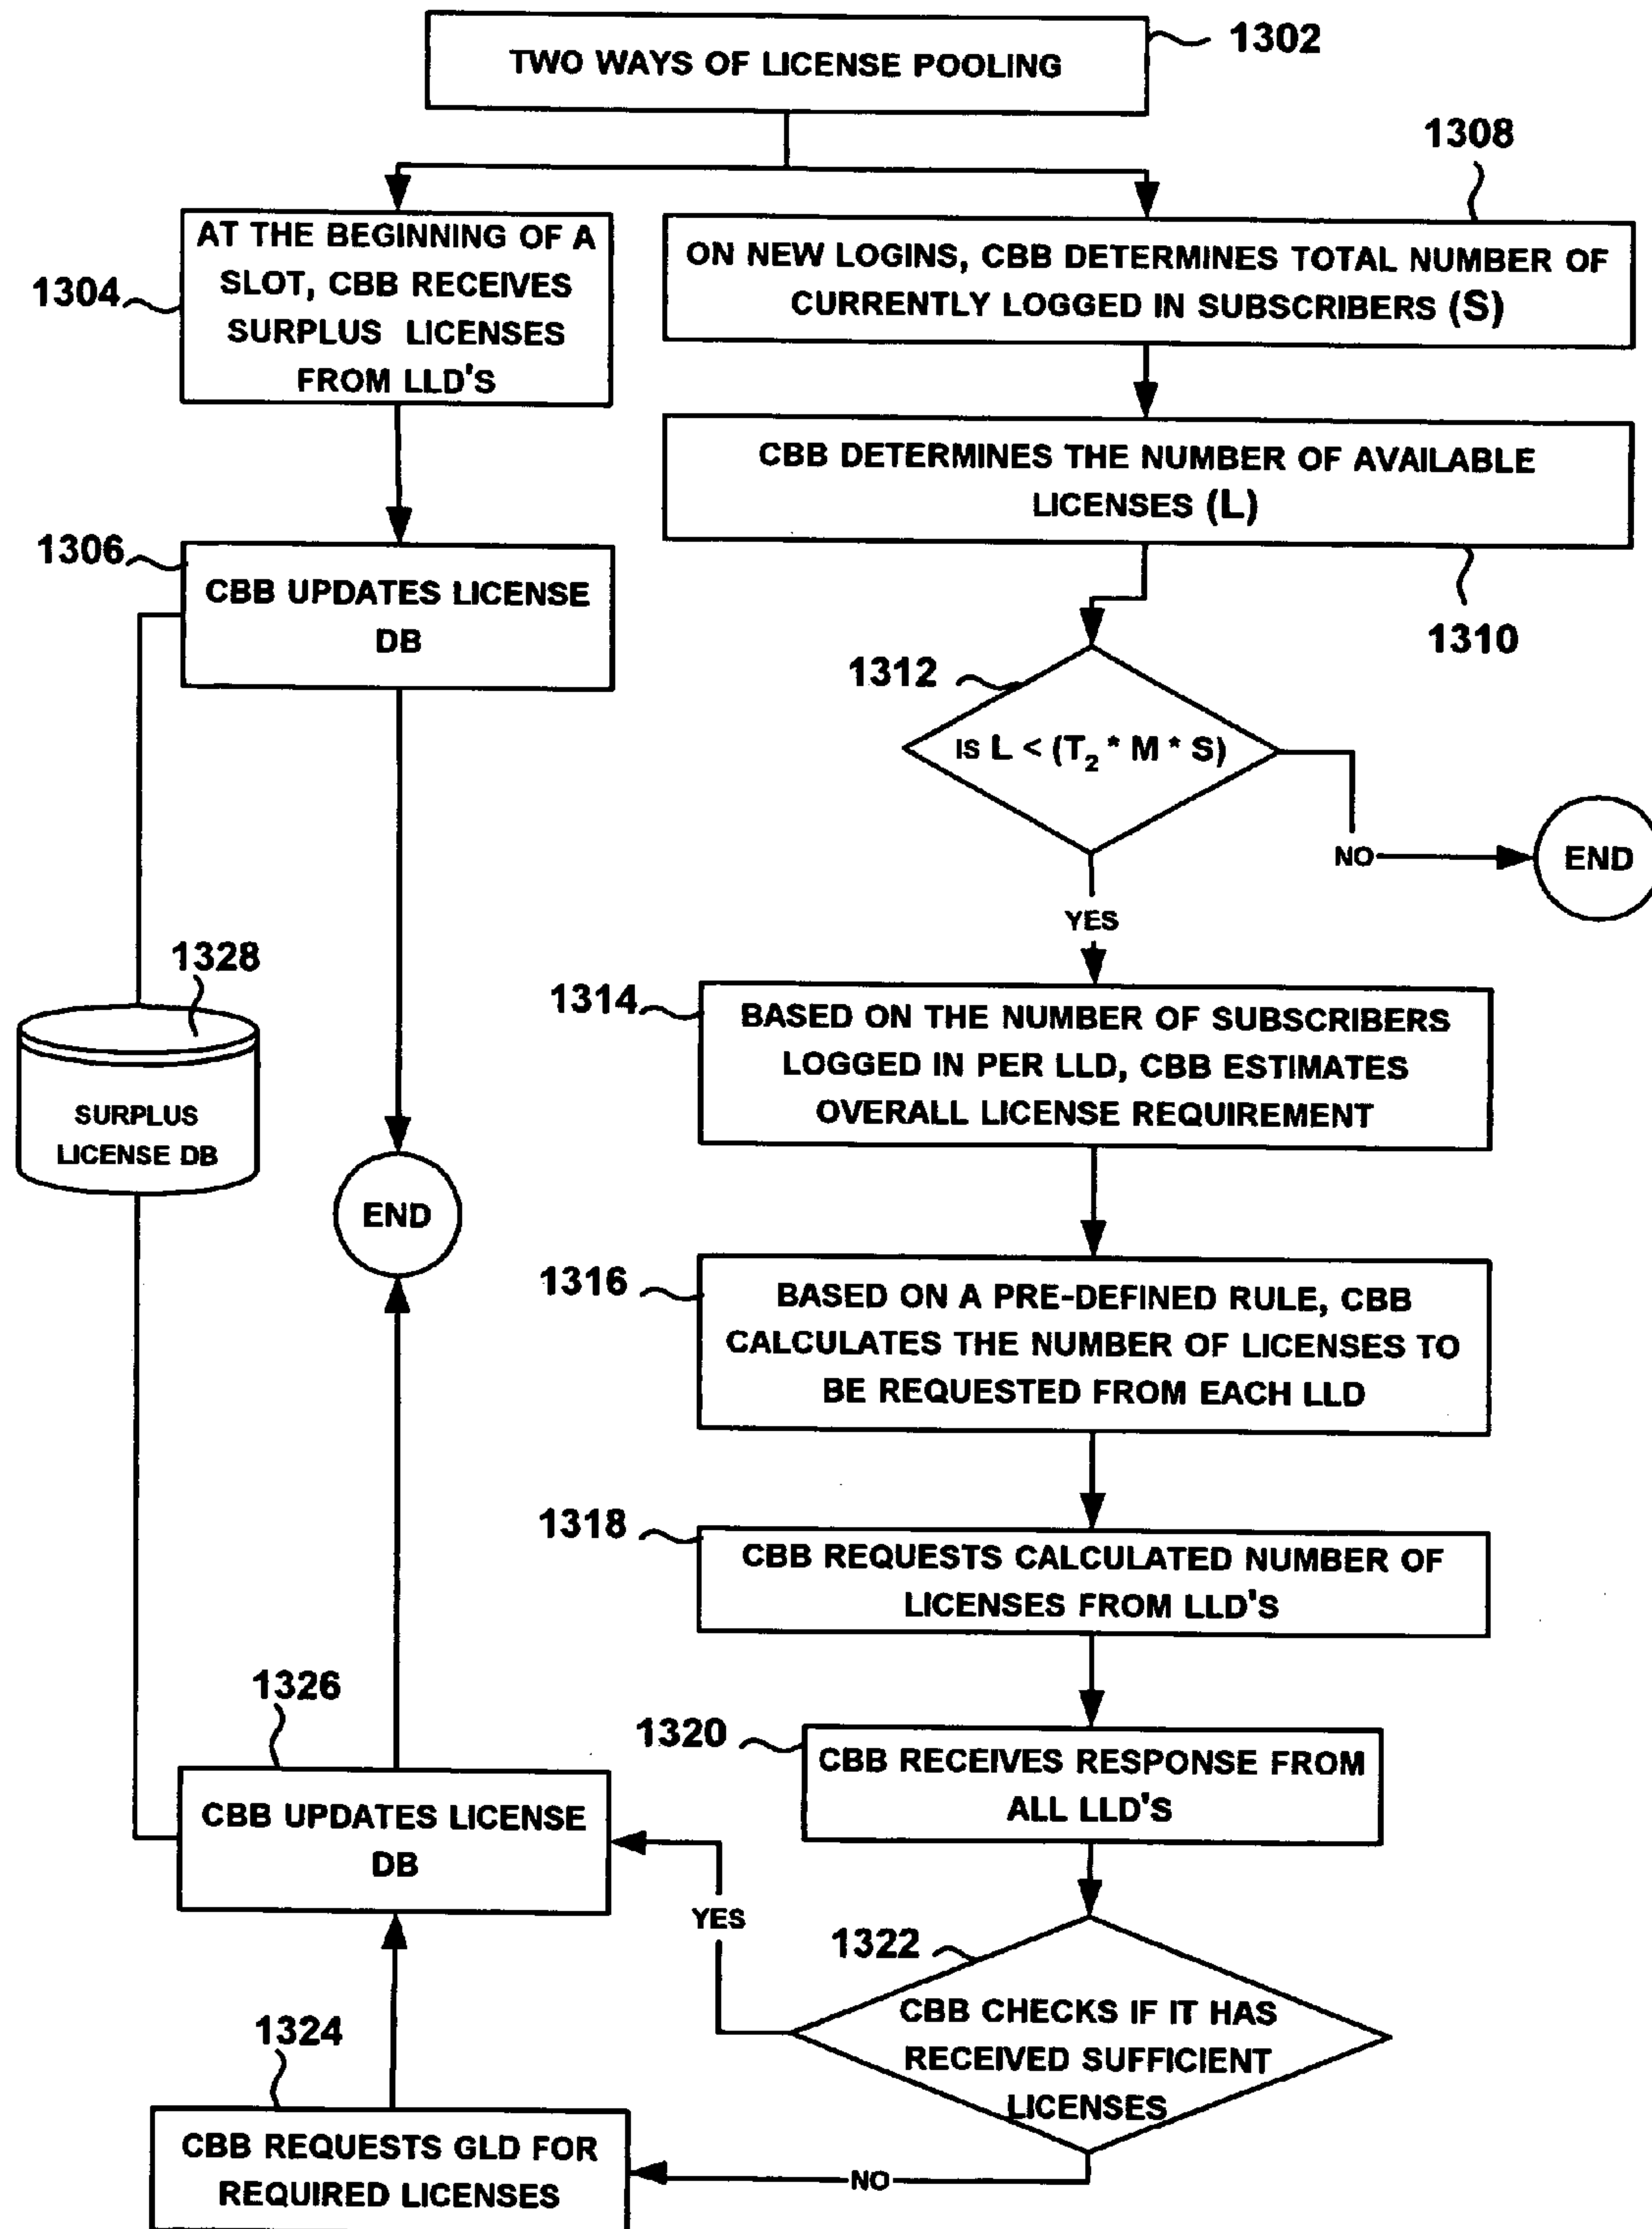 TWO WAYS OF LICENSE POOLING
1302
1308
AT THE BEGINNING OF A
SLOT, CBB RECEIVES
SURPLUS LICENSES
FROM LLD'S
1304
ON NEW LOGINS, CBB DETERMINES TOTAL NUMBER OF
CURRENTLY LOGGED IN SUBSCRIBERS (S)
CBB DETERMINES THE NUMBER OF AVAILABLE
LICENSES (L)
1310
1306
CBB UPDATES LICENSE
DB
1312
IS L < (T₂ * M * S)
NO
END
YES
1328
SURPLUS
LICENSE DB
END
1314
BASED ON THE NUMBER OF SUBSCRIBERS
LOGGED IN PER LLD, CBB ESTIMATES
OVERALL LICENSE REQUIREMENT
1316
BASED ON A PRE-DEFINED RULE, CBB
CALCULATES THE NUMBER OF LICENSES TO
BE REQUESTED FROM EACH LLD
1318
CBB REQUESTS CALCULATED NUMBER OF
LICENSES FROM LLD'S
1320
CBB RECEIVES RESPONSE FROM
ALL LLD'S
1326
CBB UPDATES LICENSE
DB
YES
1322
CBB CHECKS IF IT HAS
RECEIVED SUFFICIENT
LICENSES
NO
1324
CBB REQUESTS GLD FOR
REQUIRED LICENSES